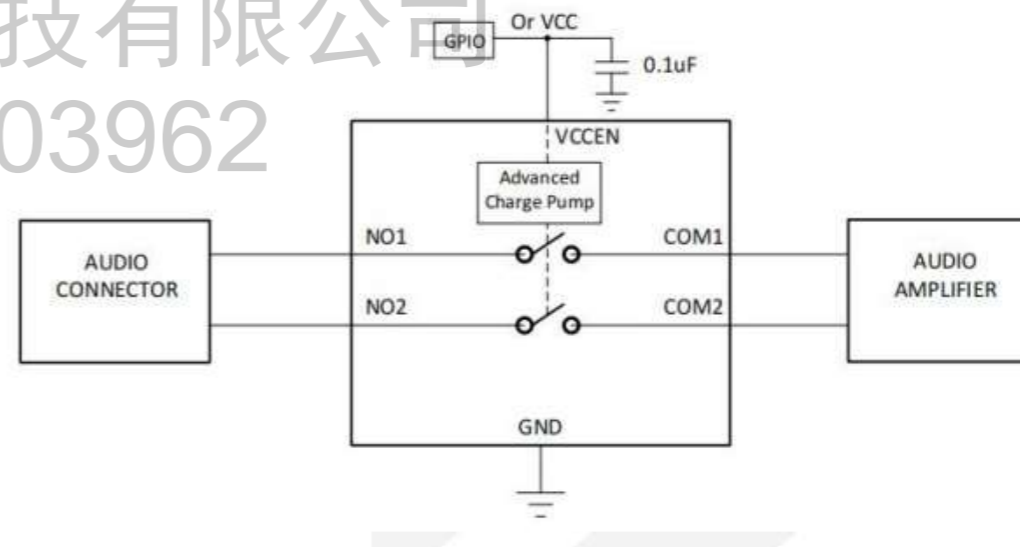 技有限公司
03962
Or VCC
GPIO
0.1uF
VCCEN
Advanced
Charge Pump
NO1
COM1
AUDIO
CONNECTOR
AUDIO
AMPLIFIER
NO2
COM2
GND